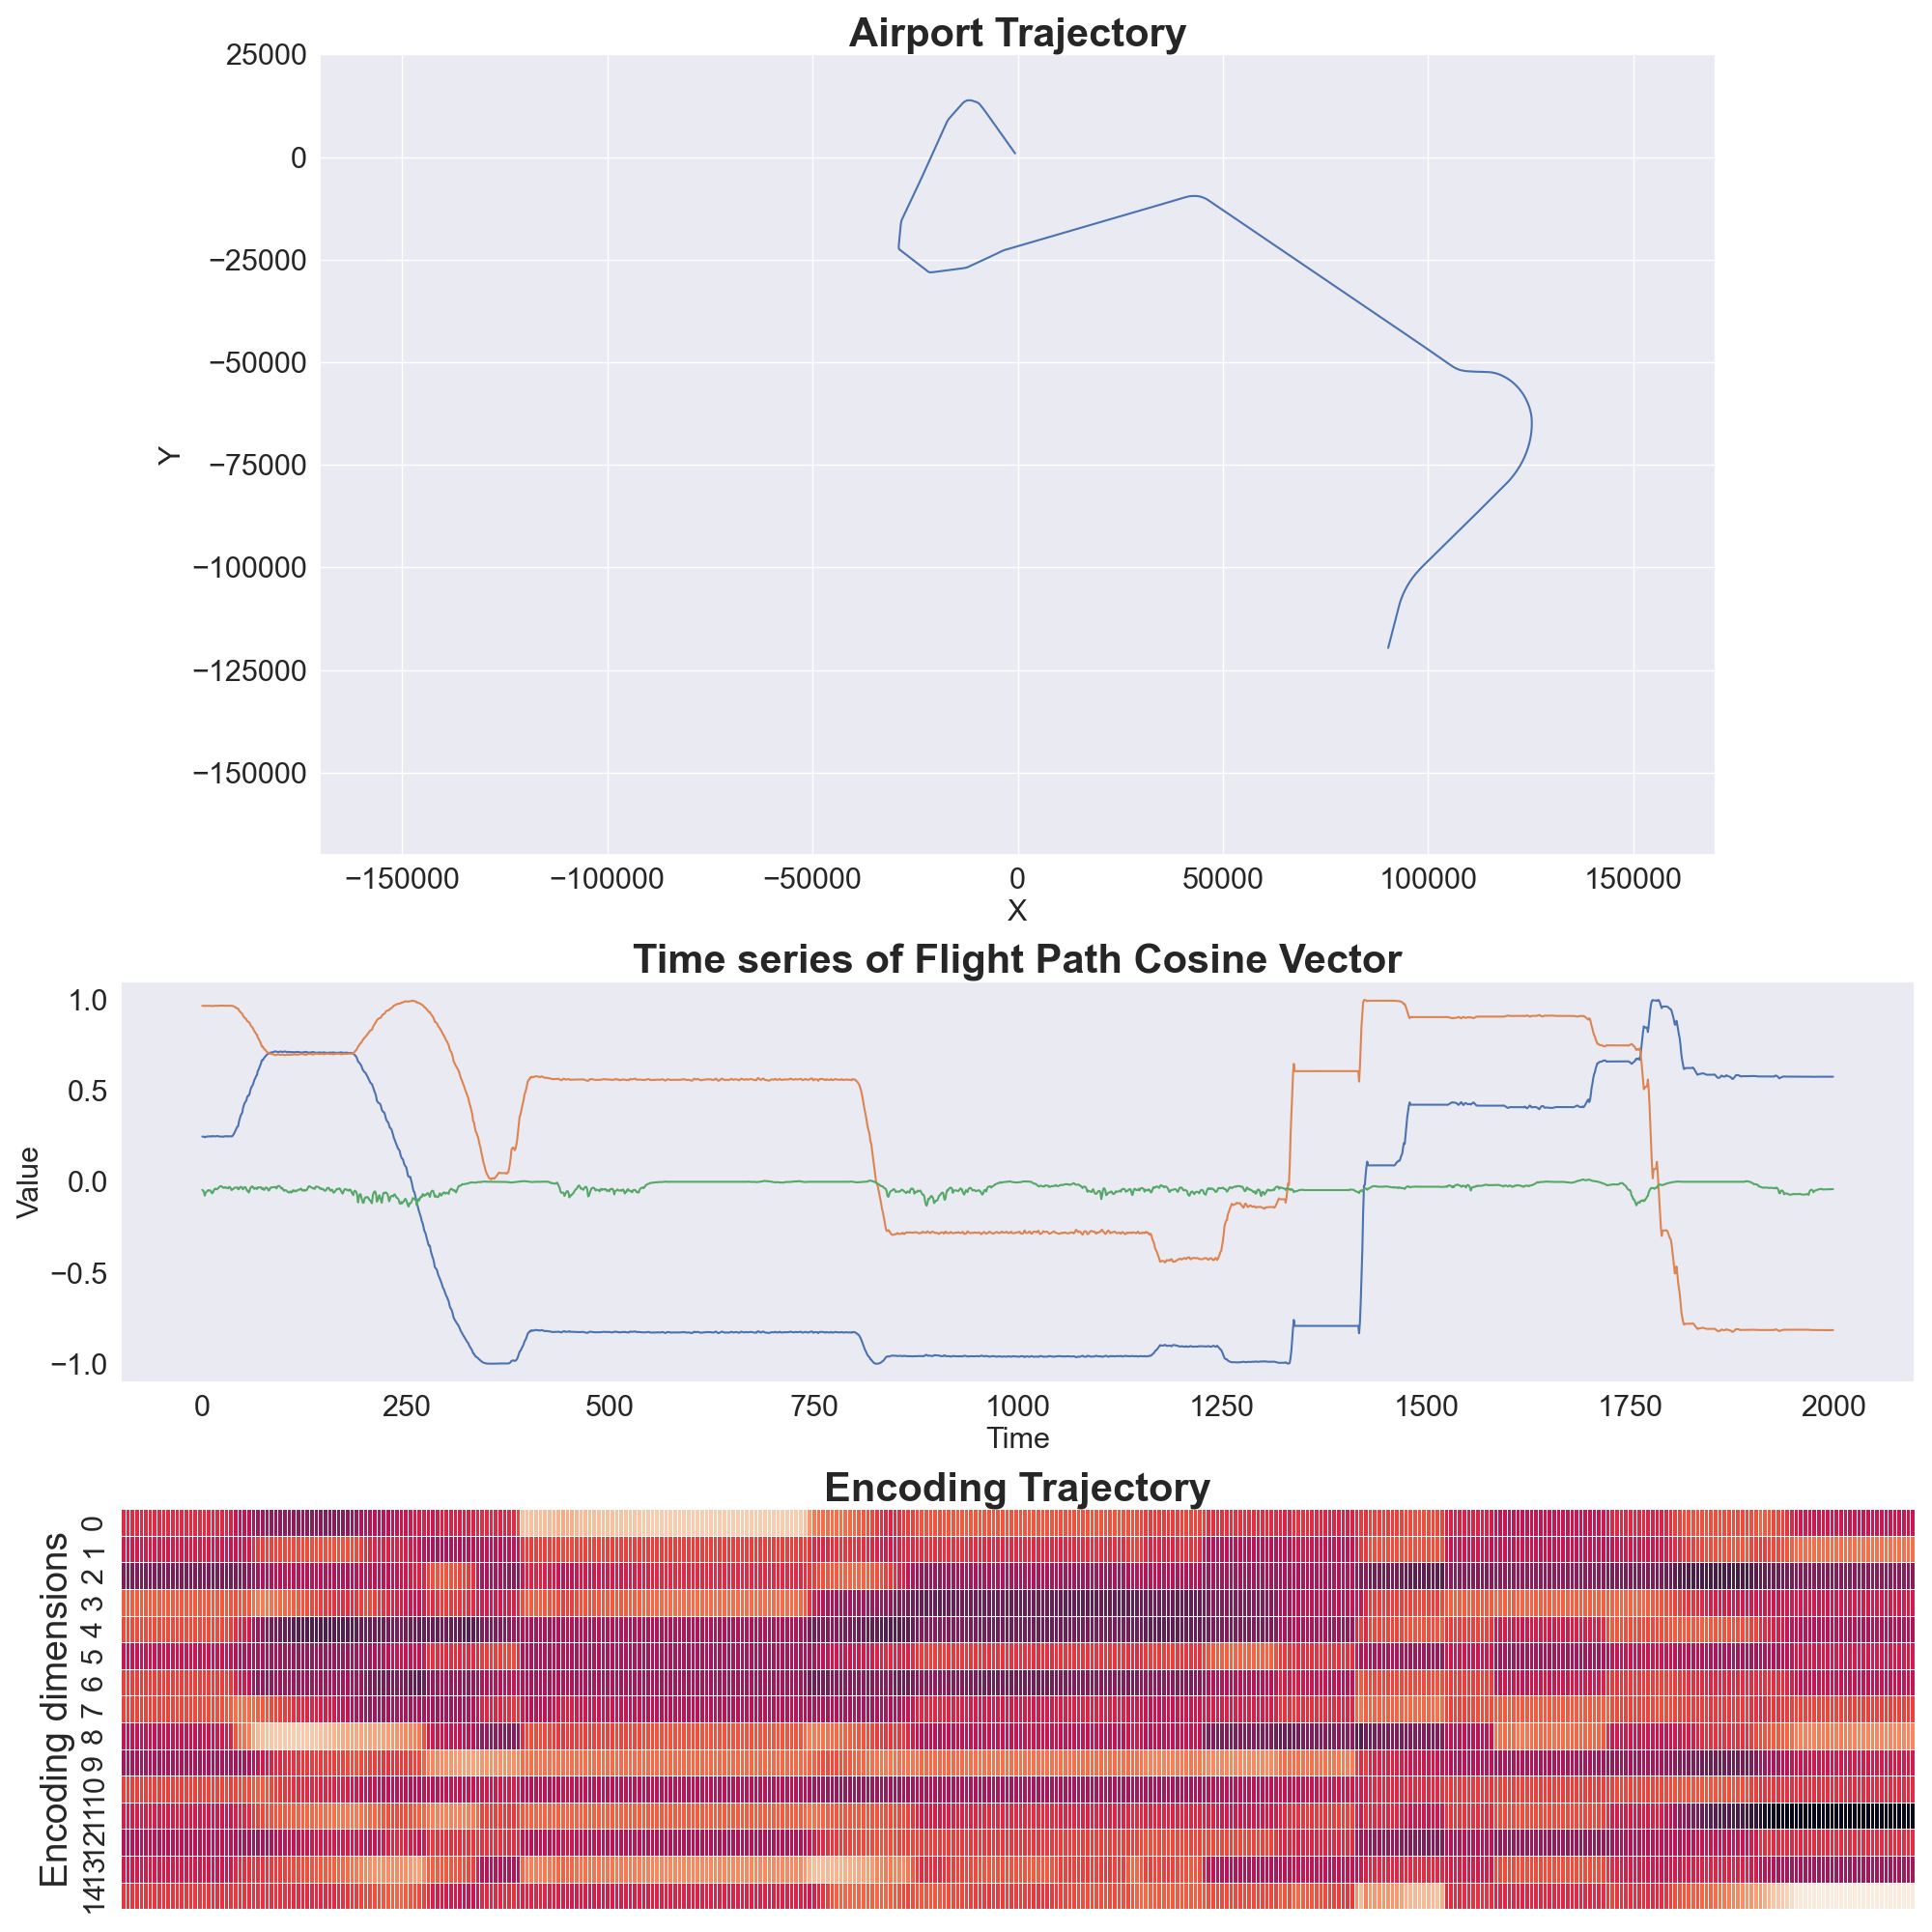 Airport Trajectory
25000
0
−25000
−50000
−75000
−100000
−125000
−150000
Y
−150000 −100000 −50000 0 50000 100000 150000
X
Time series of Flight Path Cosine Vector
1.0
0.5
0.0
−0.5
−1.0
Value
0 250 500 750 1000 1250 1500 1750 2000
Time
Encoding Trajectory
Encoding dimensions
0
1
2
3
4
5
6
7
8
9
10
11
12
13
14